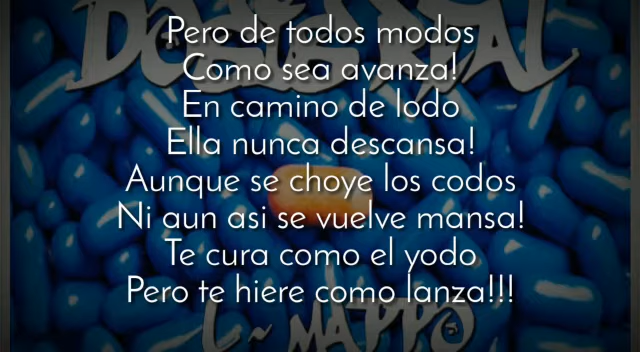 Pero de todos modos
Como sea avanza!
En camino de lodo
Ella nunca descansa!
Aunque se choye los codos
Ni aun asi se vuelve mansa!
Te cura como el yodo
Pero te hiere como lanza!!!
C~MAPPS